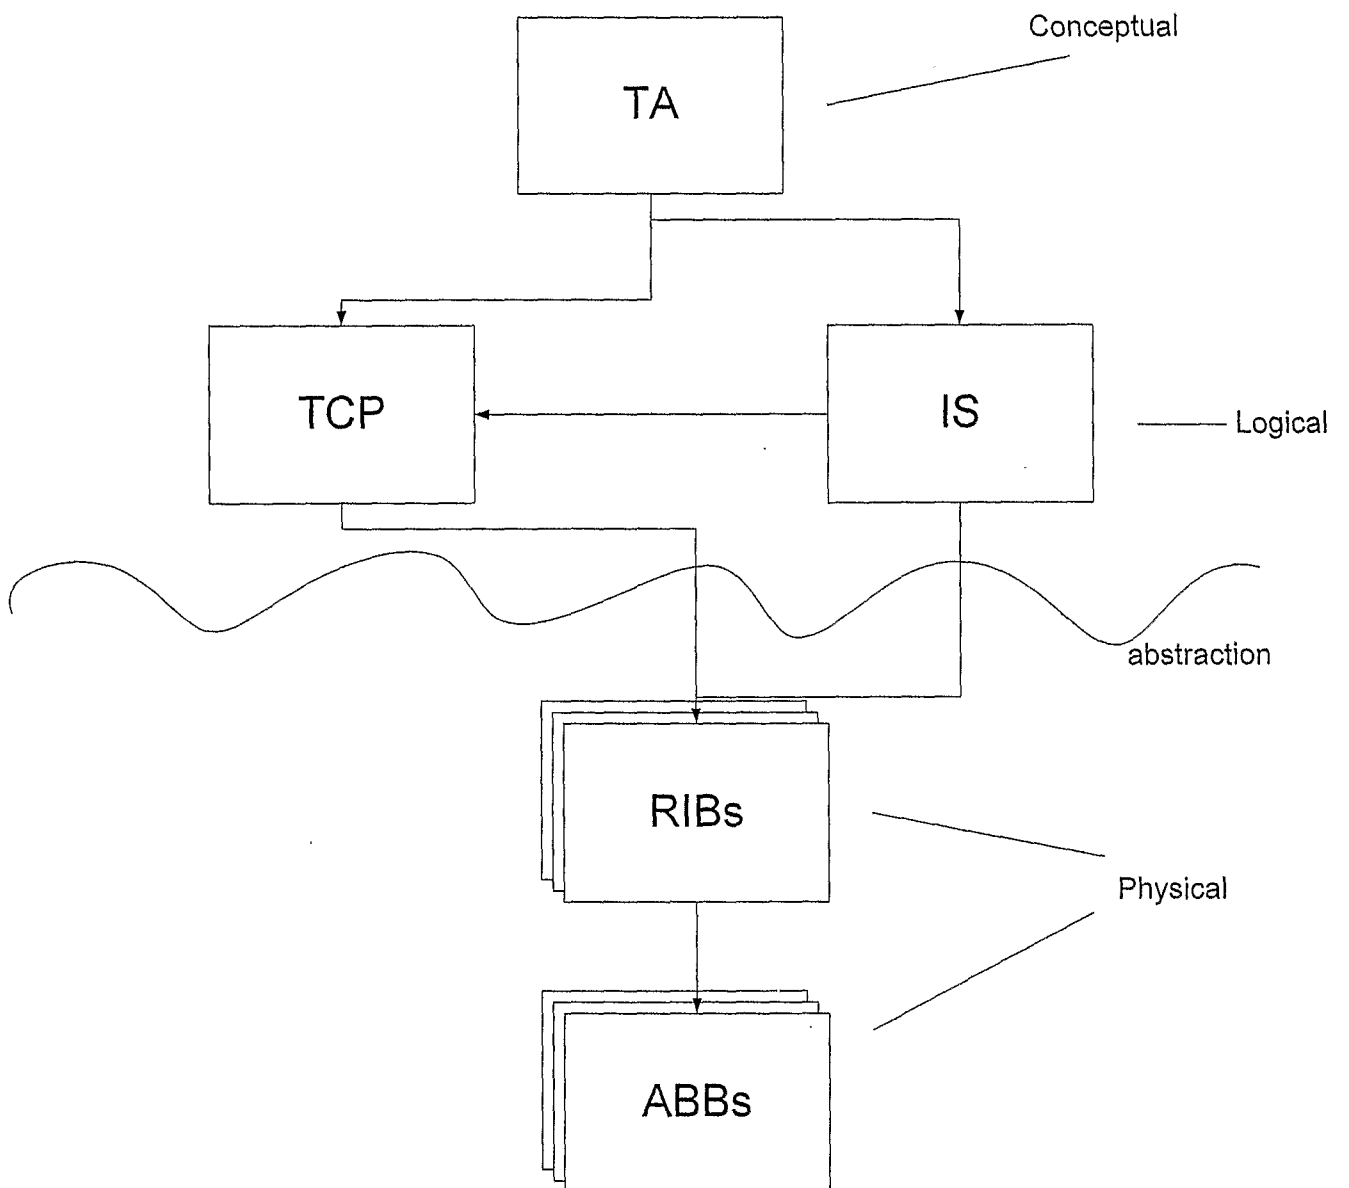 Conceptual
TA
TCP
IS
Logical
abstraction
RIBs
Physical
ABBs